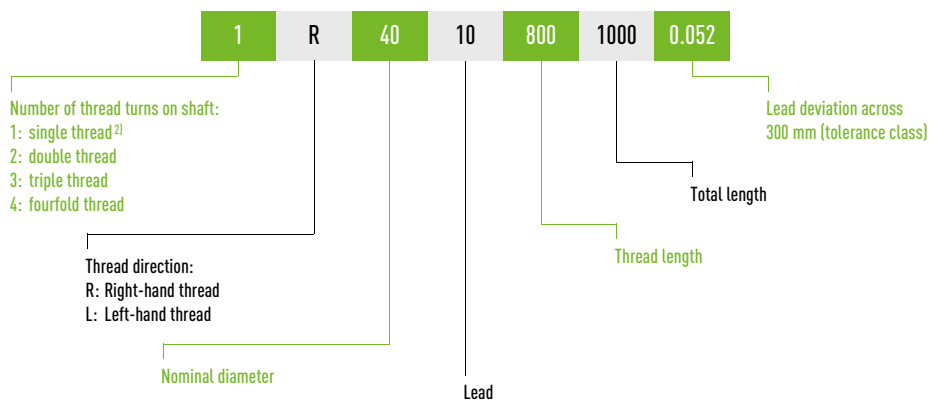 1 R 40 10 800 1000 0.052
Number of thread turns on shaft:
1: single thread 2)
2: double thread
3: triple thread
4: fourfold thread
Lead deviation across
300 mm (tolerance class)
Total length
Thread length
Thread direction:
R: Right-hand thread
L: Left-hand thread
Nominal diameter
Lead